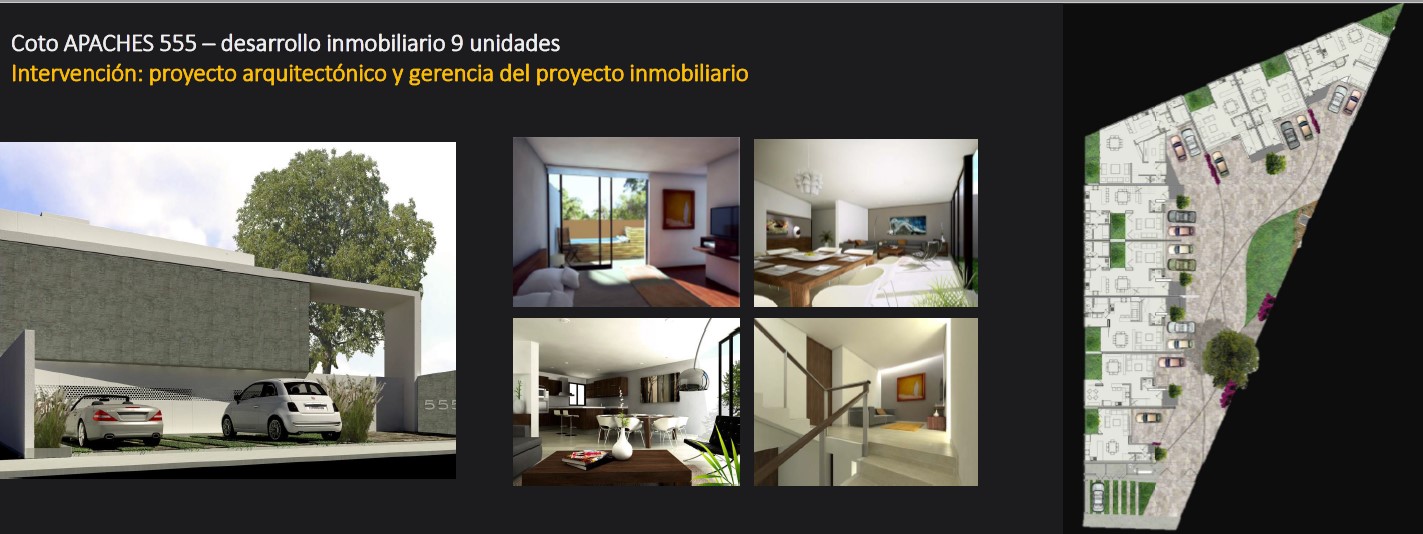 Coto APACHES 555 – desarrollo inmobiliario 9 unidades
Intervención: proyecto arquitectónico y gerencia del proyecto inmobiliario
555